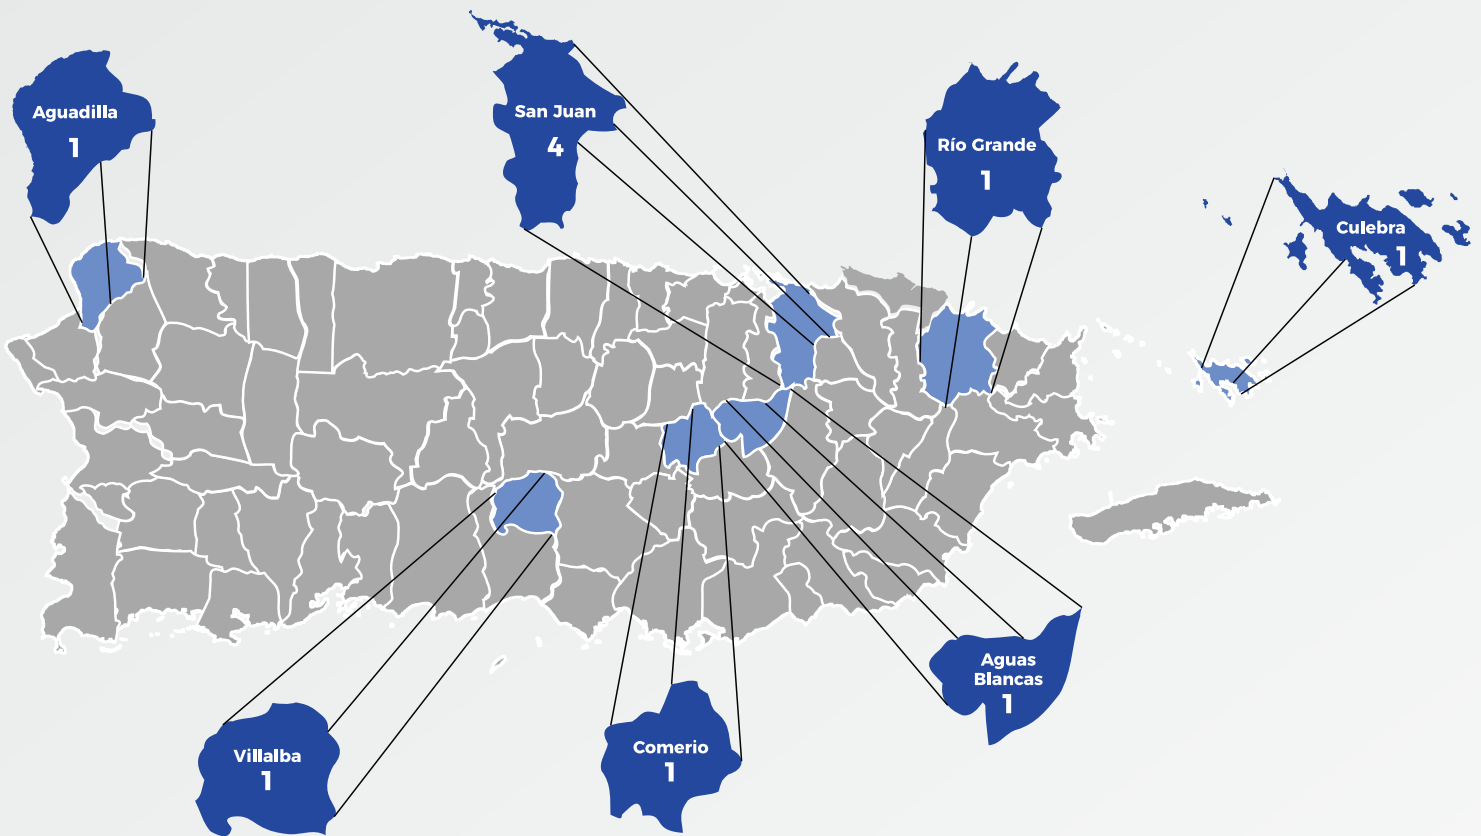 Aguadilla
1
San Juan
4
Río Grande
1
Culebra
1
Villalba
1
Comerio
1
Aguas
Blancas
1